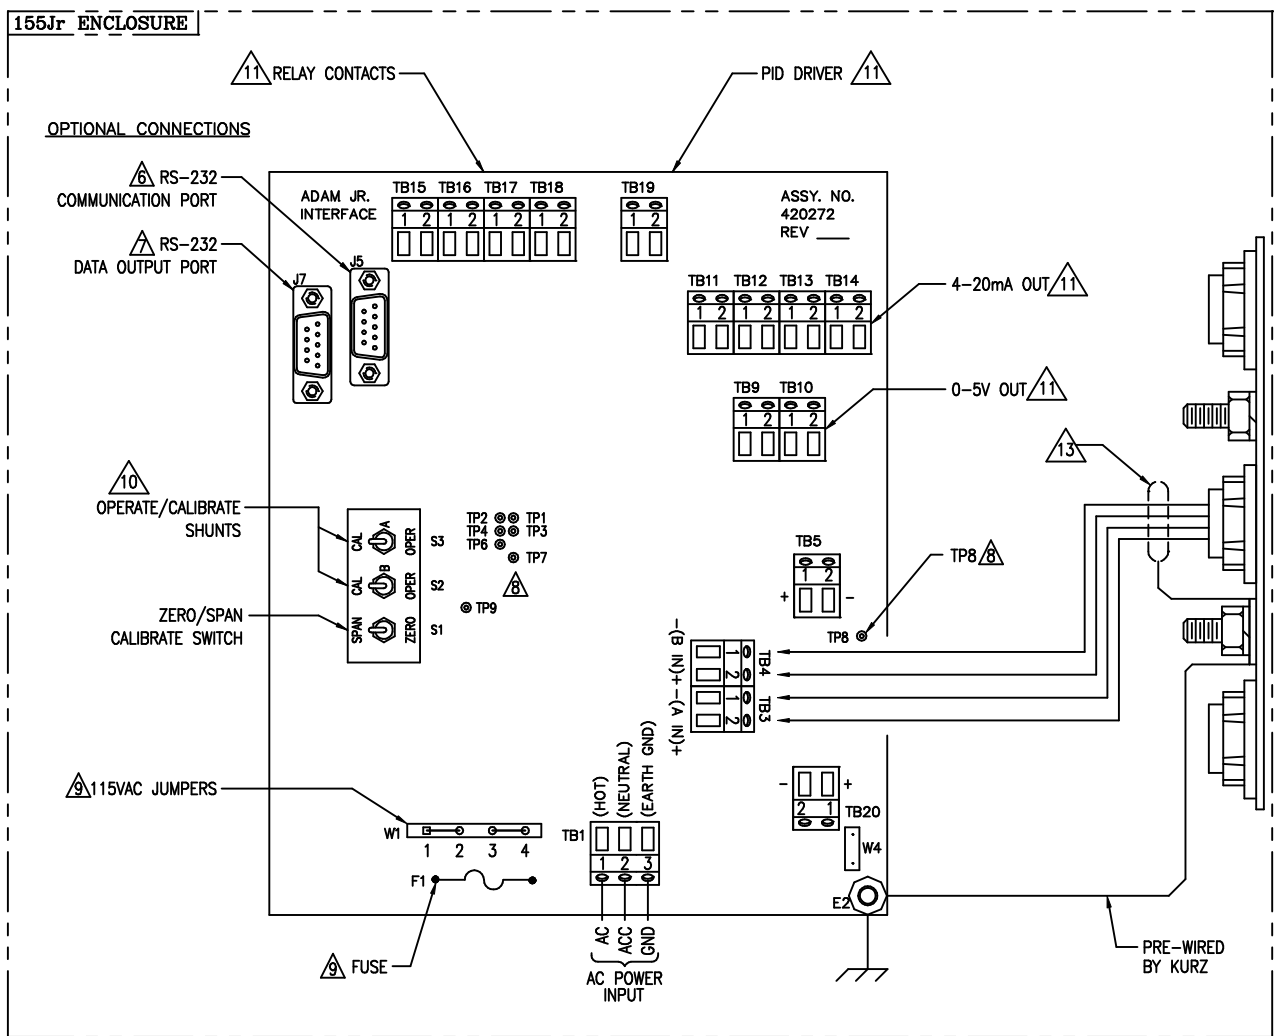 155Jr ENCLOSURE
11 RELAY CONTACTS
PID DRIVER 11
OPTIONAL CONNECTIONS
6 RS-232
COMMUNICATION PORT
7 RS-232
DATA OUTPUT PORT
J7
J5
ADAM JR.
INTERFACE
TB15 TB16 TB17 TB18
1 2 1 2 1 2 1 2
TB19
1 2
ASSY. NO.
420272
REV ____
TB11 TB12 TB13 TB14
1 2 1 2 1 2 1 2
4-20mA OUT 11
TB9 TB10
1 2 1 2
0-5V OUT 11
13
10
OPERATE/CALIBRATE
SHUNTS
CAL A OPER S3
CAL B OPER S2
SPAN ZERO S1
ZERO/SPAN
CALIBRATE SWITCH
TP2 TP1
TP4 TP3
TP6
TP7
8
TP9
TB5
1 2
+ -
TP8 8
TP8
-(B IN)+
1 2
TB4
-(A IN)+
1 2
TB3
9 115VAC JUMPERS
W1
1 2 3 4
F1
9 FUSE
(HOT)
(NEUTRAL)
(EARTH GND)
TB1
1 2 3
AC
ACC
GND
AC POWER
INPUT
- +
2 1
TB20
W4
E2
PRE-WIRED
BY KURZ